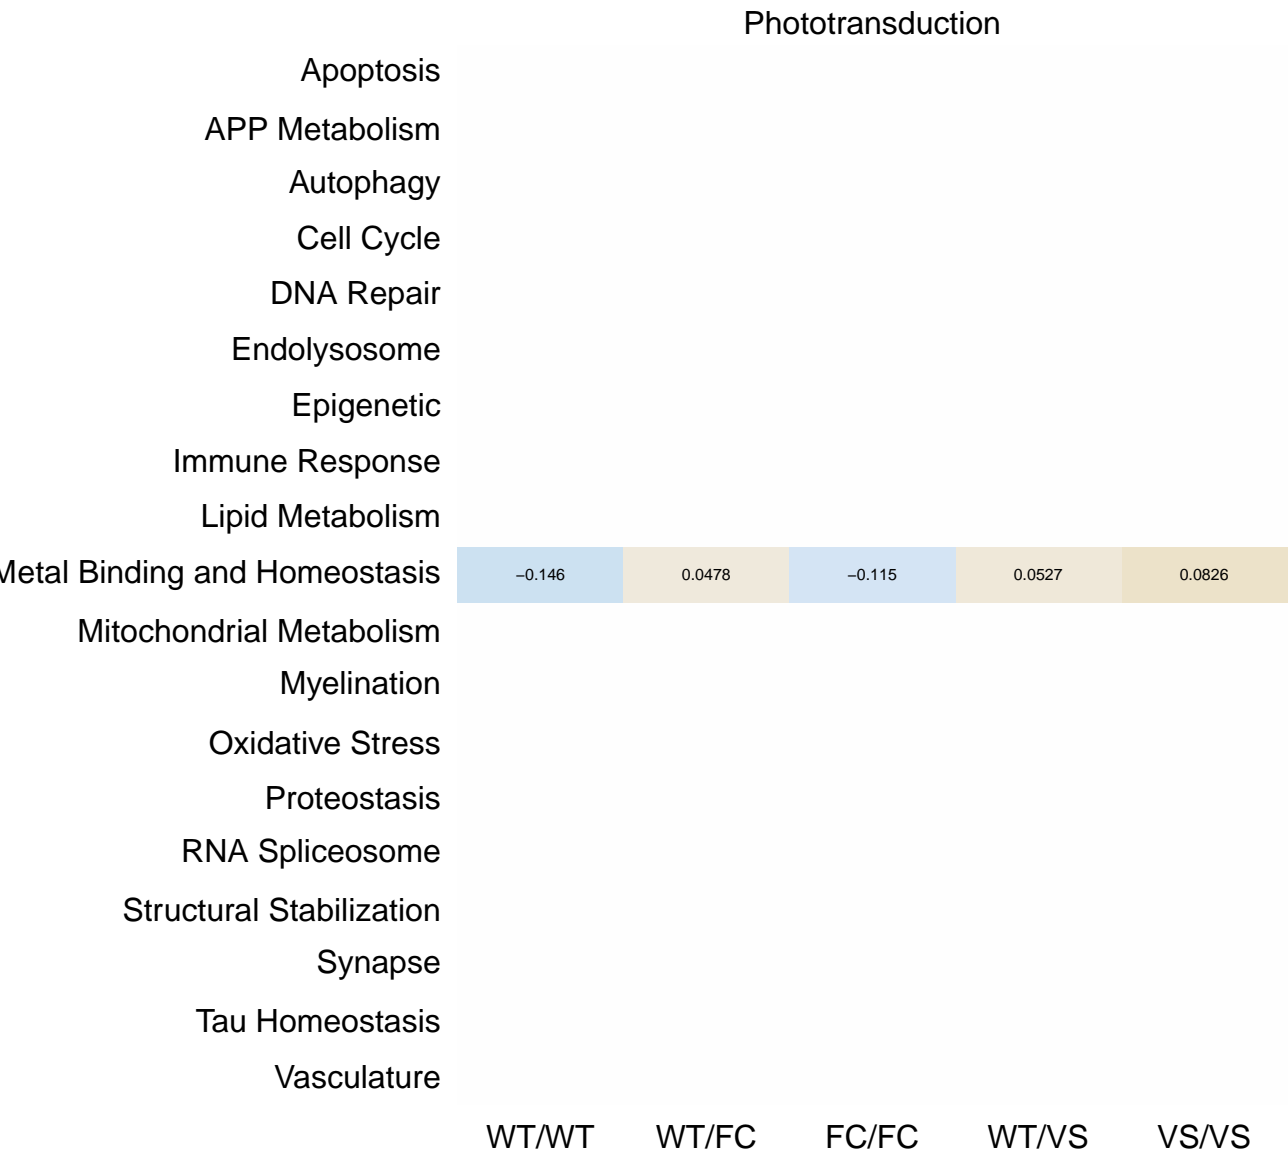 Phototransduction
Apoptosis
APP Metabolism
Autophagy
Cell Cycle
DNA Repair
Endolysosome
Epigenetic
Immune Response
Lipid Metabolism
Metal Binding and Homeostasis −0.146 0.0478 −0.115 0.0527 0.0826
Mitochondrial Metabolism
Myelination
Oxidative Stress
Proteostasis
RNA Spliceosome
Structural Stabilization
Synapse
Tau Homeostasis
Vasculature
WT/WT WT/FC FC/FC WT/VS VS/VS